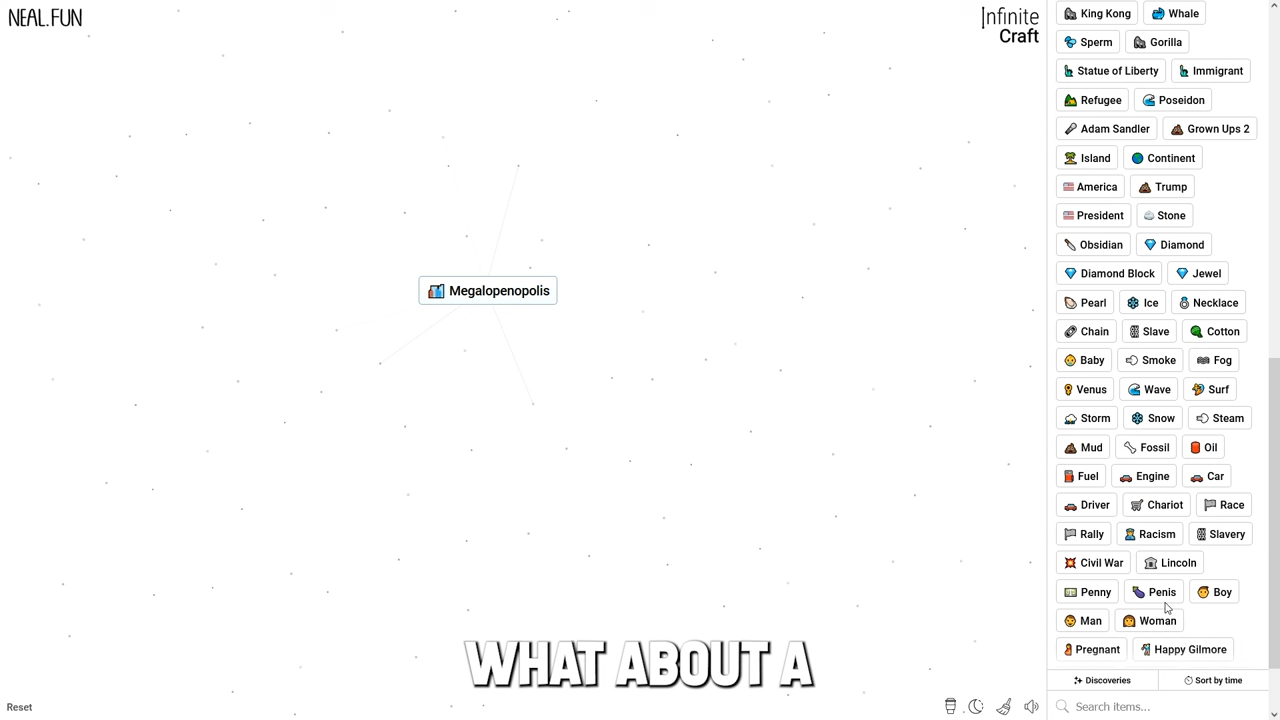 NEAL.FUN
Infinite
Craft
King Kong Whale
Sperm Gorilla
Statue of Liberty Immigrant
Refugee Poseidon
Adam Sandler Grown Ups 2
Island Continent
America Trump
President Stone
Obsidian Diamond
Diamond Block Jewel
Megalopenopolis
Pearl Ice Necklace
Chain Slave Cotton
Baby Smoke Fog
Venus Wave Surf
Storm Snow Steam
Mud Fossil Oil
Fuel Engine Car
Driver Chariot Race
Rally Racism Slavery
Civil War Lincoln
Penny Penis Boy
Man Woman
Pregnant Happy Gilmore
WHAT ABOUT A
Discoveries Sort by time
Reset
Search items...